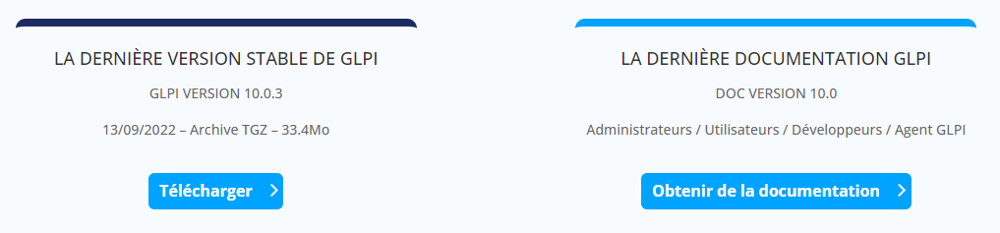 LA DERNIÈRE VERSION STABLE DE GLPI
GLPI VERSION 10.0.3
13/09/2022 – Archive TGZ – 33.4Mo
Télécharger
LA DERNIÈRE DOCUMENTATION GLPI
DOC VERSION 10.0
Administrateurs / Utilisateurs / Développeurs / Agent GLPI
Obtenir de la documentation